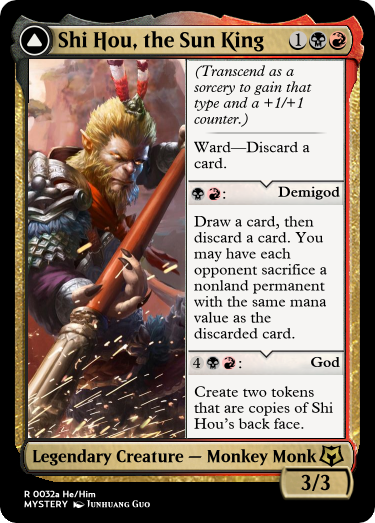 Shi Hou, the Sun King 1
(Transcend as a
sorcery to gain that
type and a +1/+1
counter.)
Ward—Discard a
card.
: Demigod
Draw a card, then
discard a card. You
may have each
opponent sacrifice a
nonland permanent
with the same mana
value as the
discarded card.
4 : God
Create two tokens
that are copies of Shi
Hou's back face.
Legendary Creature — Monkey Monk
3/3
R 0032a He/Him
MYSTERY Junhuang Guo